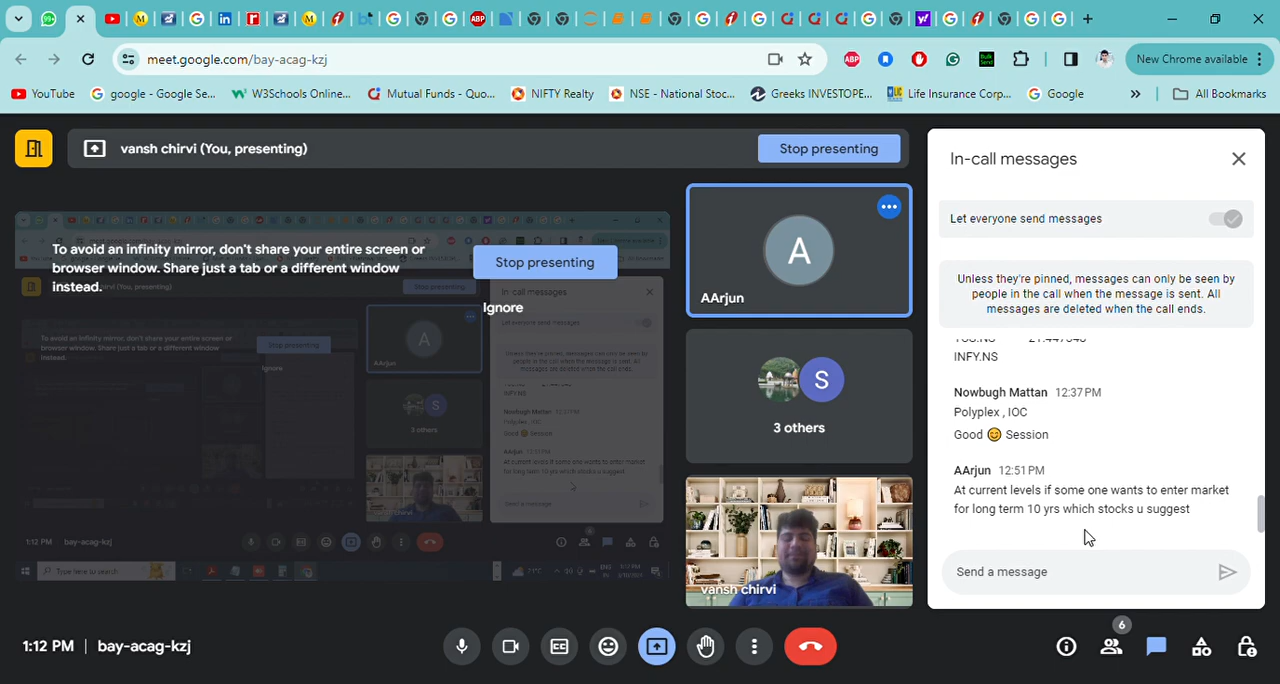 99+
meet.google.com/bay-acag-kzj
ABP
New Chrome available
YouTube
google - Google Se...
W3Schools Online...
Mutual Funds - Quo...
NIFTY Realty
NSE - National Stoc...
Greeks INVESTOPE...
Life Insurance Corp...
Google
All Bookmarks
vansh chirvi (You, presenting)
Stop presenting
In-call messages
Let everyone send messages
Unless they're pinned, messages can only be seen by
people in the call when the message is sent. All
messages are deleted when the call ends.
To avoid an infinity mirror, don't share your entire screen or
browser window. Share just a tab or a different window
instead.
Stop presenting
Ignore
A
AArjun
S
3 others
vansh chirvi
INFY.NS
Nowbugh Mattan 12:37 PM
Polyplex , IOC
Good 😊 Session
AArjun 12:51 PM
At current levels if some one wants to enter market
for long term 10 yrs which stocks u suggest
Send a message
1:12 PM | bay-acag-kzj
6